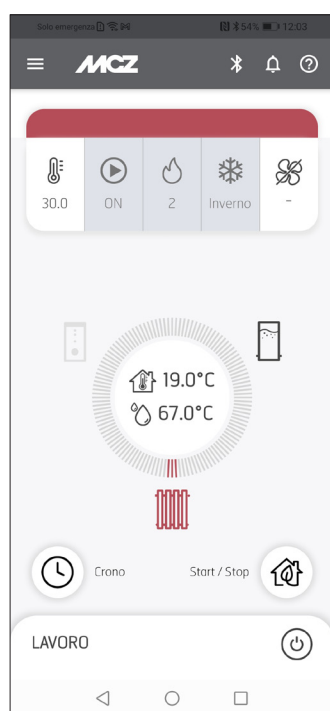 Solo emergenza 54% 12:03
MCZ
30.0 ON 2 Inverno -
19.0°C
67.0°C
Crono Start / Stop
LAVORO